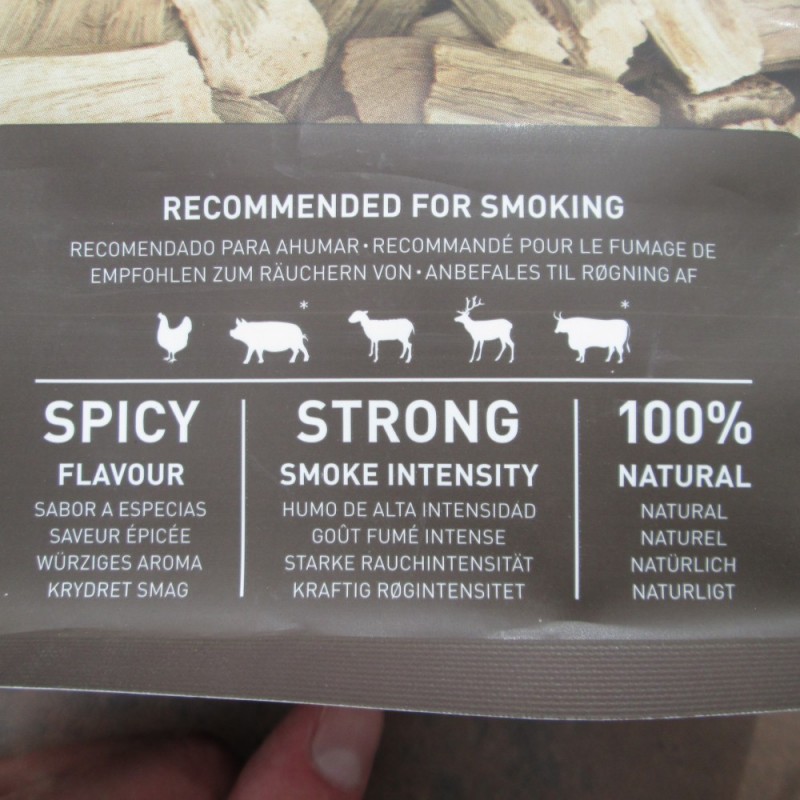 RECOMMENDED FOR SMOKING
RECOMENDADO PARA AHUMAR • RECOMMANDÉ POUR LE FUMAGE DE
EMPFOHLEN ZUM RÄUCHERN VON • ANBEFALES TIL RØGNING AF
* *
SPICY
FLAVOUR
SABOR A ESPECIAS
SAVEUR ÉPICÉE
WÜRZIGES AROMA
KRYDRET SMAG
STRONG
SMOKE INTENSITY
HUMO DE ALTA INTENSIDAD
GOÛT FUMÉ INTENSE
STARKE RAUCHINTENSITÄT
KRAFTIG RØGINTENSITET
100%
NATURAL
NATURAL
NATUREL
NATÜRLICH
NATURLIGT